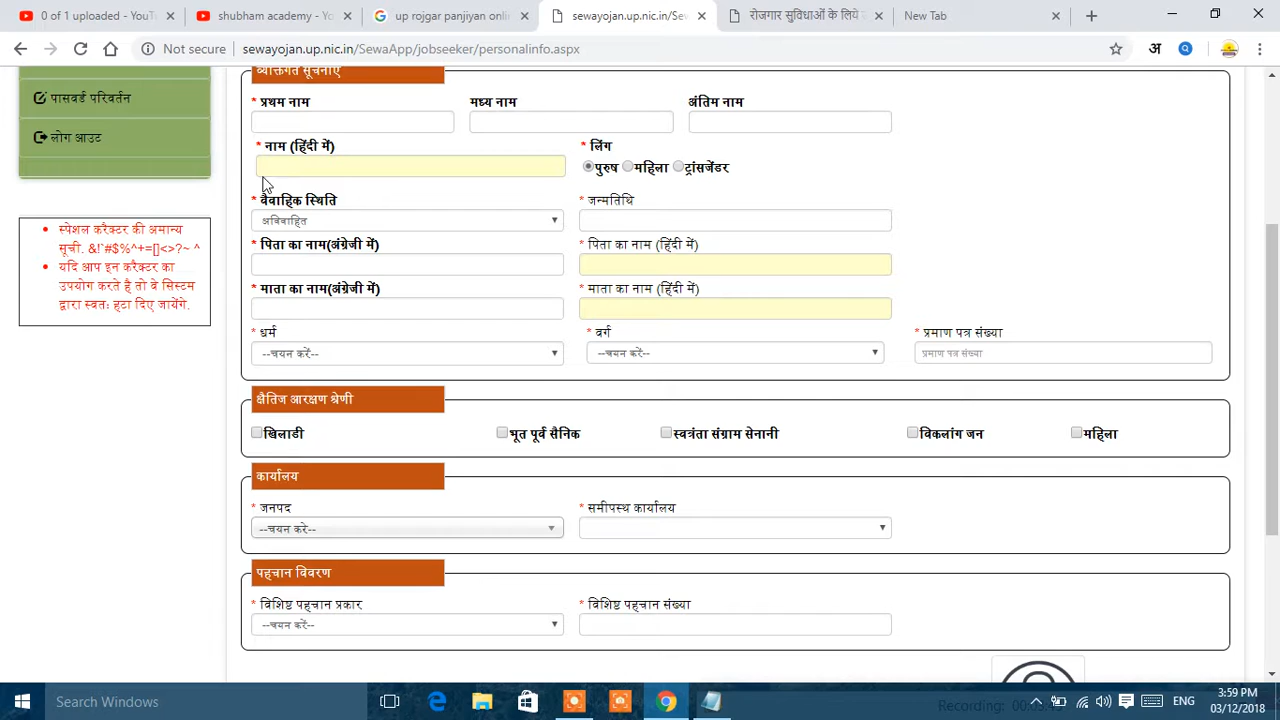 0 of 1 uploaded - YouT
shubham academy - Yo
up rojgar panjiyan onlin
sewayojan.up.nic.in/Sew
रोजगार सुविधाओं के लिये ए
New Tab
Not secure
sewayojan.up.nic.in/SewaApp/jobseeker/personalinfo.aspx
अ
व्यक्तिगत सूचनाएँ
पासवर्ड परिवर्तन
लोग आउट
* प्रथम नाम
मध्य नाम
अंतिम नाम
* नाम (हिंदी में)
* लिंग
पुरुष महिला ट्रांसजेंडर
* वैवाहिक स्थिति
* जन्मतिथि
अविवाहित
* पिता का नाम(अंग्रेजी में)
* पिता का नाम (हिंदी में)
* माता का नाम(अंग्रेजी में)
* माता का नाम (हिंदी में)
* धर्म
* वर्ग
* प्रमाण पत्र संख्या
--चयन करें--
--चयन करें--
प्रमाण पत्र संख्या
स्पेशल करैक्टर की अमान्य
सूची. &!`#$%^+=[]<>?~ ^
यदि आप इन करैक्टर का
उपयोग करते है तो वे सिस्टम
द्वारा स्वतः हटा दिए जायेंगे.
क्षैतिज आरक्षण श्रेणी
खिलाडी
भूत पूर्व सैनिक
स्वत्रंता संग्राम सेनानी
विकलांग जन
महिला
कार्यालय
* जनपद
* समीपस्थ कार्यालय
--चयन करे--
पहचान विवरण
* विशिष्ट पहचान प्रकार
* विशिष्ट पहचान संख्या
--चयन करें--
Search Windows
ENG
3:59 PM
03/12/2018